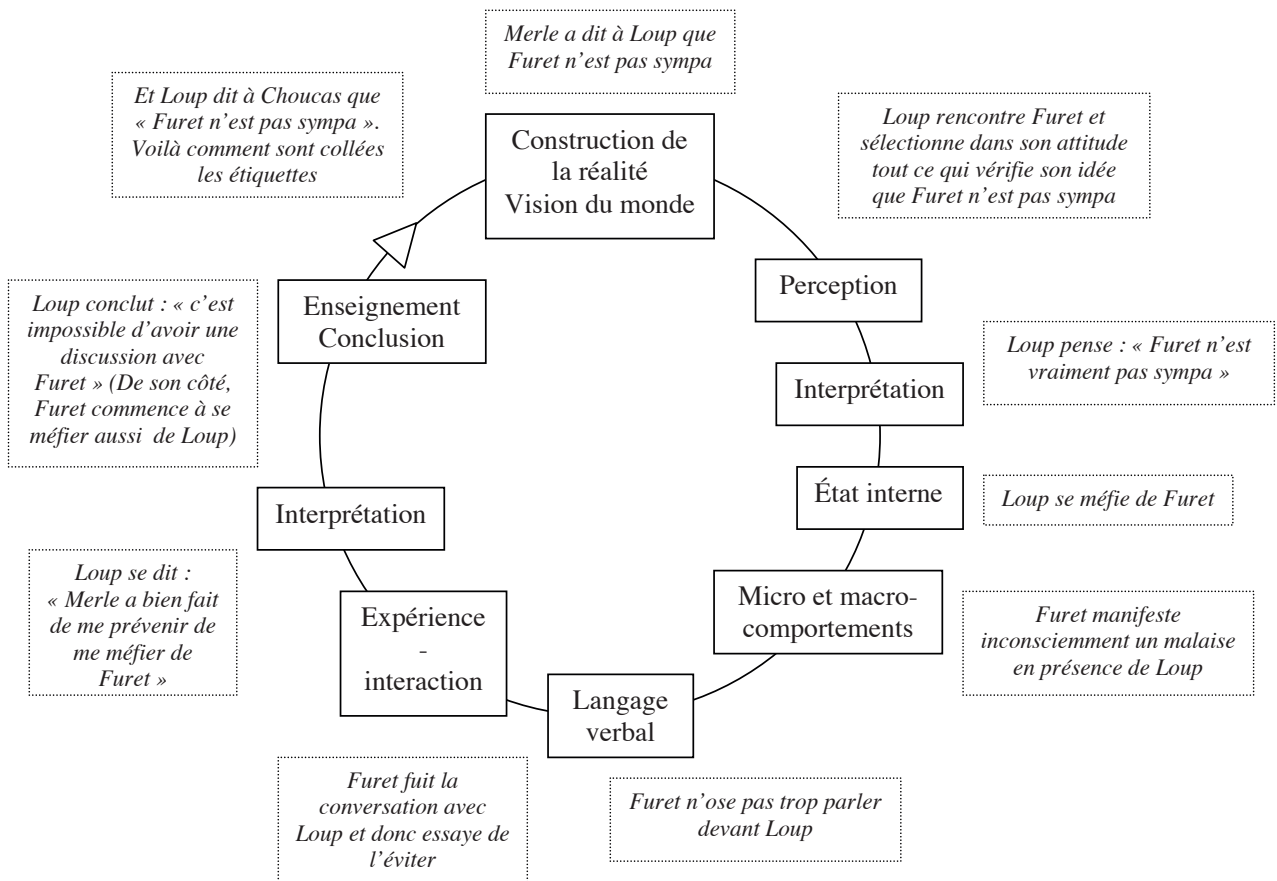 Merle a dit à Loup que
Furet n’est pas sympa
Et Loup dit à Choucas que
« Furet n’est pas sympa ».
Voilà comment sont collées
les étiquettes
Construction de
la réalité
Vision du monde
Loup rencontre Furet et
sélectionne dans son attitude
tout ce qui vérifie son idée
que Furet n’est pas sympa
Perception
Loup pense : « Furet n’est
vraiment pas sympa »
Interprétation
État interne
Loup se méfie de Furet
Micro et macro-
comportements
Furet manifeste
inconsciemment un malaise
en présence de Loup
Langage
verbal
Furet n’ose pas trop parler
devant Loup
Expérience
-
interaction
Furet fuit la
conversation avec
Loup et donc essaye de
l’éviter
Interprétation
Loup se dit :
« Merle a bien fait
de me prévenir de
me méfier de
Furet »
Enseignement
Conclusion
Loup conclut : « c’est
impossible d’avoir une
discussion avec
Furet » (De son côté,
Furet commence à se
méfier aussi de Loup)